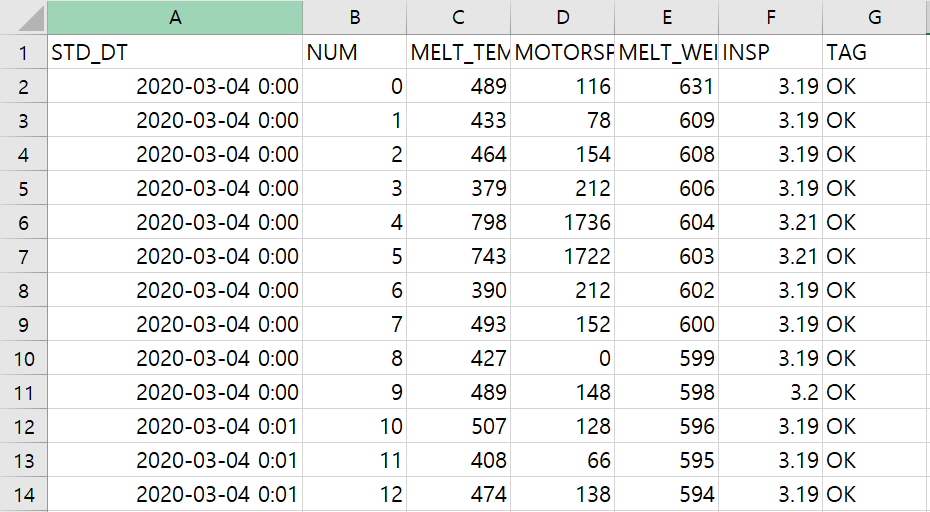 A B C D E F G
1 STD_DT NUM MELT_TEM MOTORSP MELT_WEI INSP TAG
2 2020-03-04 0:00 0 489 116 631 3.19 OK
3 2020-03-04 0:00 1 433 78 609 3.19 OK
4 2020-03-04 0:00 2 464 154 608 3.19 OK
5 2020-03-04 0:00 3 379 212 606 3.19 OK
6 2020-03-04 0:00 4 798 1736 604 3.21 OK
7 2020-03-04 0:00 5 743 1722 603 3.21 OK
8 2020-03-04 0:00 6 390 212 602 3.19 OK
9 2020-03-04 0:00 7 493 152 600 3.19 OK
10 2020-03-04 0:00 8 427 0 599 3.19 OK
11 2020-03-04 0:00 9 489 148 598 3.2 OK
12 2020-03-04 0:01 10 507 128 596 3.19 OK
13 2020-03-04 0:01 11 408 66 595 3.19 OK
14 2020-03-04 0:01 12 474 138 594 3.19 OK